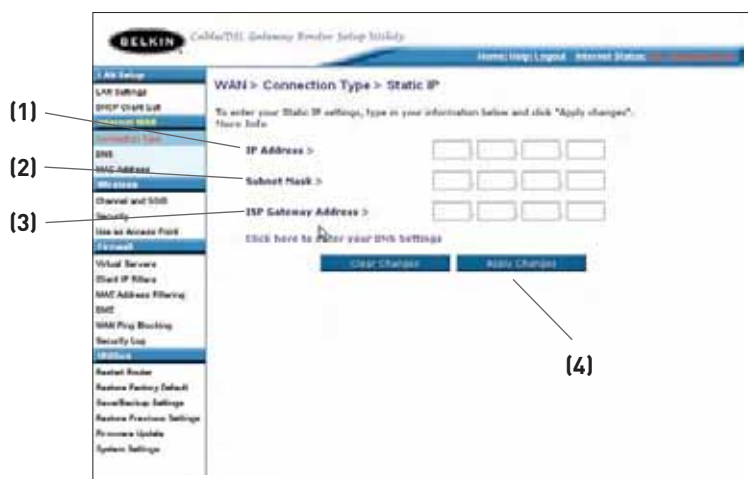 BELKIN Cable/DSL Gateway Router Setup Utility
Home| Help| Logout Internet Status:
LAN Setup
LAN Settings
DHCP Client List
Internet WAN
Connection Type
DNS
MAC Address
Wireless
Channel and SSID
Security
Use as Access Point
Firewall
Virtual Servers
Client IP Filters
MAC Address Filtering
DMZ
WAN Ping Blocking
Security Log
Utilities
Restart Router
Restore Factory Default
Save/Backup Settings
Restore Previous Settings
Firmware Update
System Settings
WAN > Connection Type > Static IP
To enter your Static IP settings, type in your information below and click "Apply changes".
More Info
(1)
IP Address >
(2)
Subnet Mask >
(3)
ISP Gateway Address >
Click here to Enter your DNS Settings
Clear Changes Apply Changes
(4)